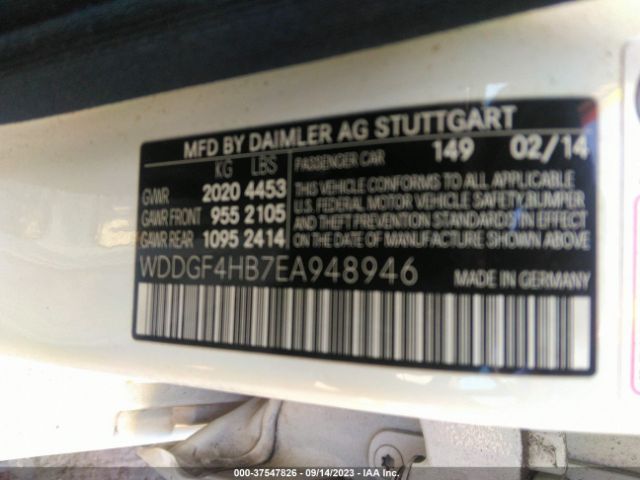 MFD BY DAIMLER AG STUTTGART
KG LBS PASSENGER CAR 149 02/14
GVWR 2020 4453
GAWR FRONT 955 2105
GAWR REAR 1095 2414
THIS VEHICLE CONFORMS TO ALL APPLICABLE
U.S. FEDERAL MOTOR VEHICLE SAFETY,BUMPER
AND THEFT PREVENTION STANDARDS IN EFFECT
ON THE DATE OF MANUFACTURE SHOWN ABOVE.
WDDGF4HB7EA948946 MADE IN GERMANY
000-37547826 - 09/14/2023 - IAA Inc.